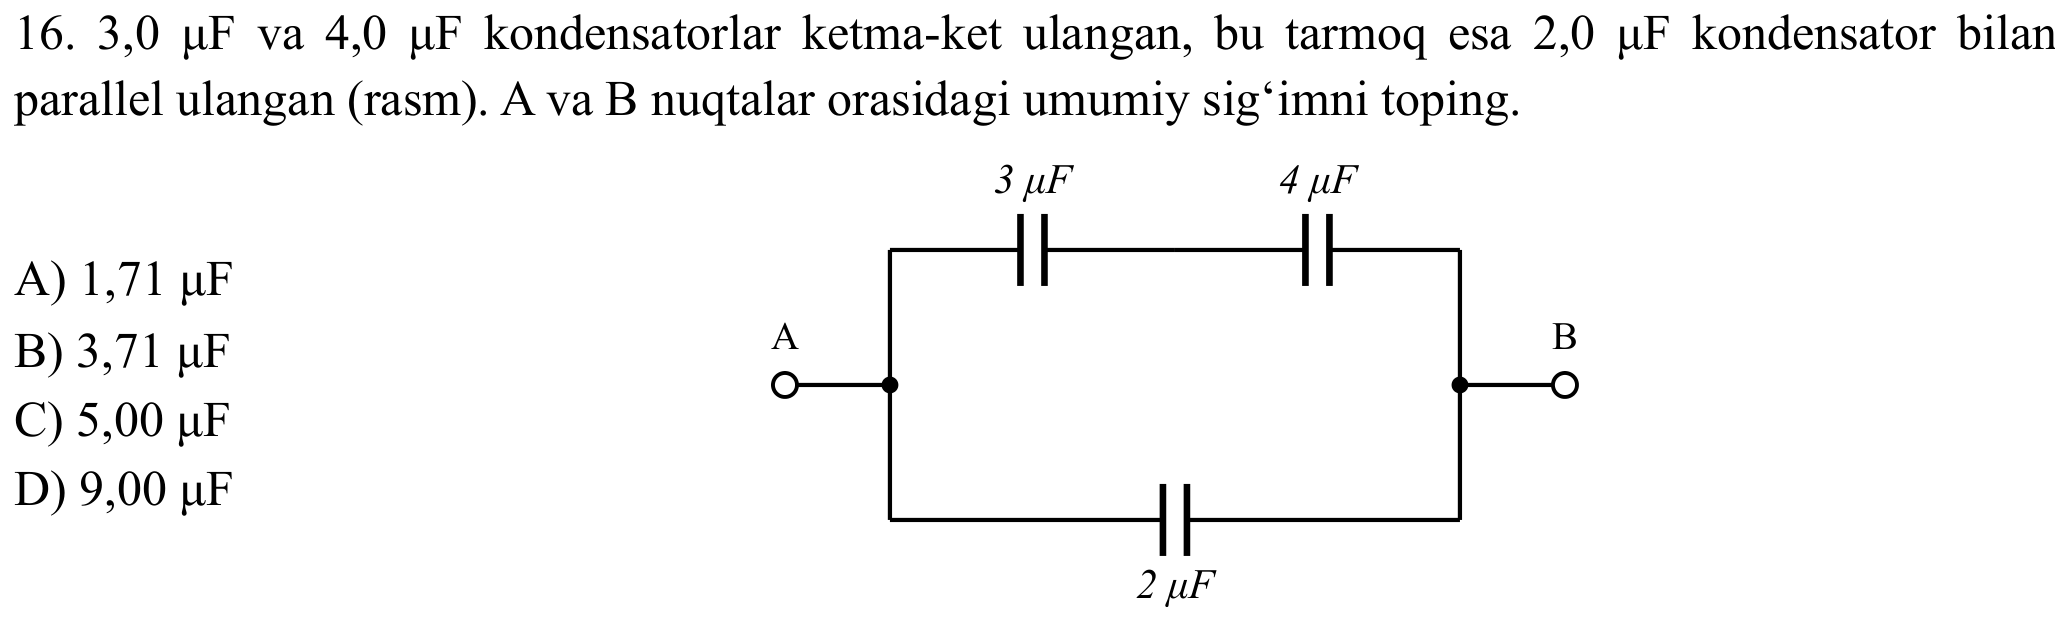 16. 3,0 μF va 4,0 μF kondensatorlar ketma-ket ulangan, bu tarmoq esa 2,0 μF kondensator bilan
parallel ulangan (rasm). A va B nuqtalar orasidagi umumiy sig‘imni toping.
3 μF 4 μF
A) 1,71 μF
A B
B) 3,71 μF
C) 5,00 μF
D) 9,00 μF
2 μF